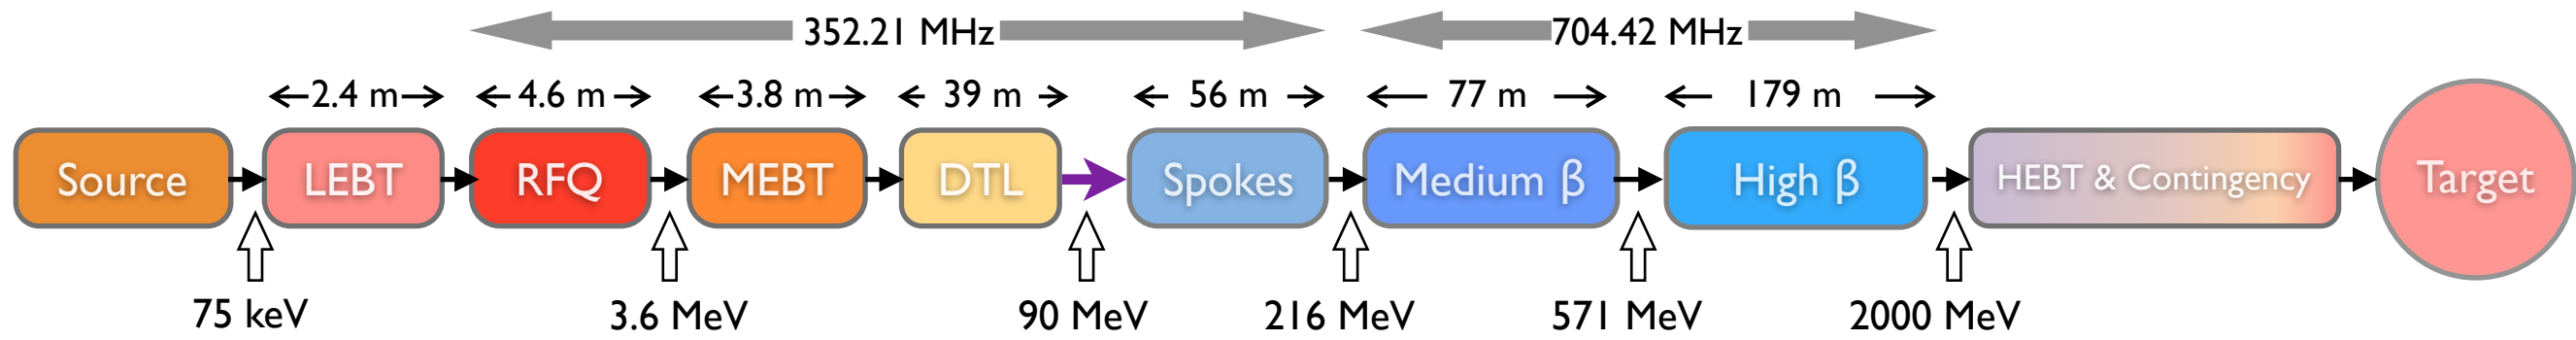 352.21 MHz 704.42 MHz
2.4 m 4.6 m 3.8 m 39 m 56 m 77 m 179 m
Source LEBT RFQ MEBT DTL Spokes Medium β High β HEBT & Contingency Target
75 keV 3.6 MeV 90 MeV 216 MeV 571 MeV 2000 MeV